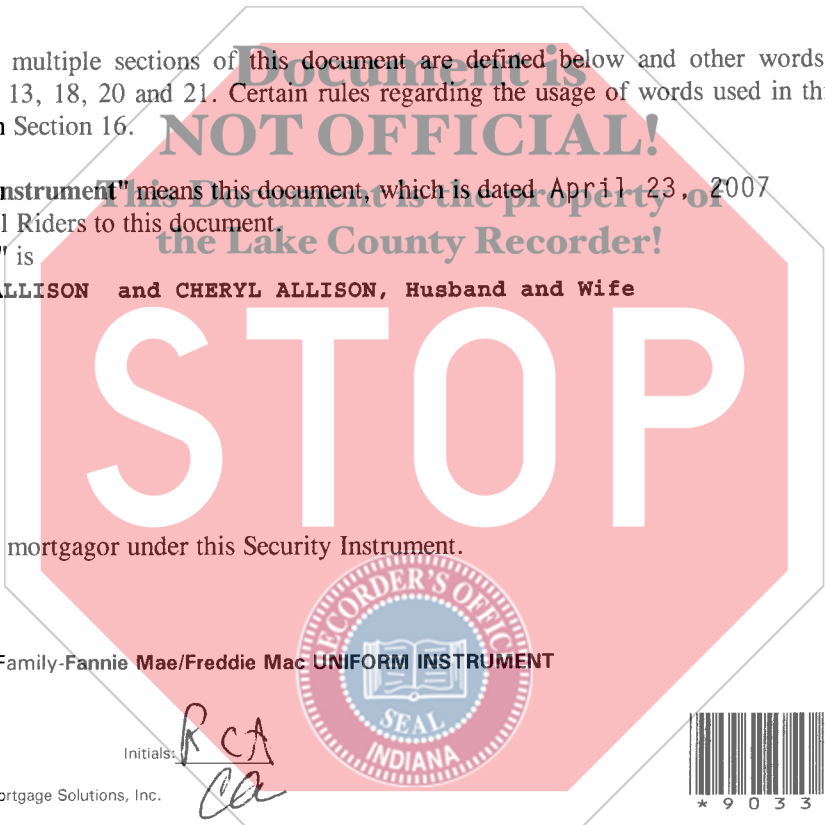 multiple sections of this document are defined below and other words
Document is
13, 18, 20 and 21. Certain rules regarding the usage of words used in thi
n Section 16.
NOT OFFICIAL!
nstrument" means this document, which is dated April 23, 2007
This Document is the property of
l Riders to this document.
the Lake County Recorder!
" is
ALLISON and CHERYL ALLISON, Husband and Wife
STOP
mortgagor under this Security Instrument.
RECORDER'S OFFIC
Family-Fannie Mae/Freddie Mac UNIFORM INSTRUMENT
SEAL
INDIANA
Initials: RCA
CA
ortgage Solutions, Inc.
*9033